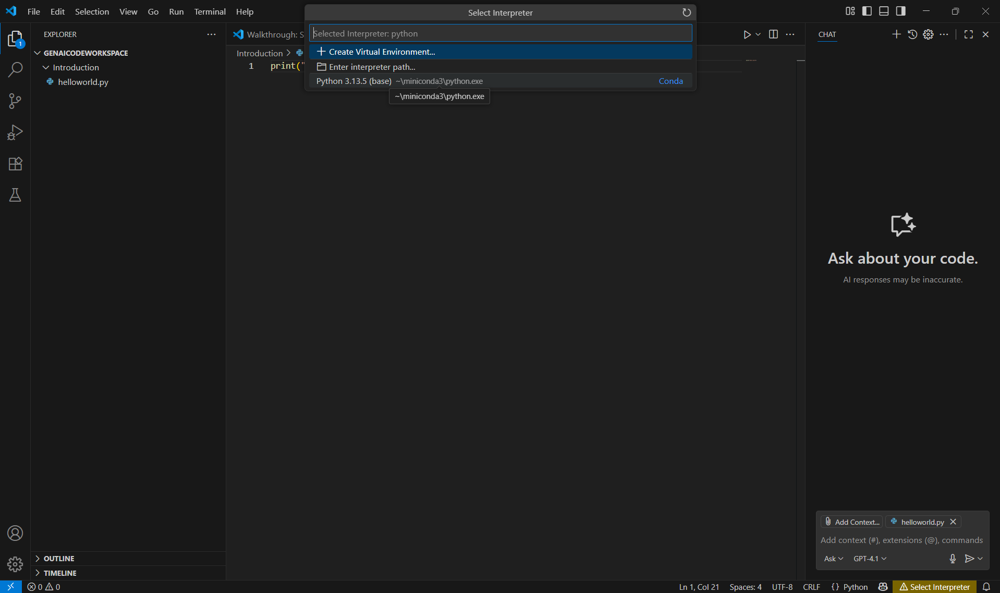 File Edit Selection View Go Run Terminal Help
Select Interpreter
EXPLORER
Walkthrough: S
Selected Interpreter: python
CHAT
GENAICODEWORKSPACE
Introduction
Create Virtual Environment...
Introduction
1 print("
Enter interpreter path...
helloworld.py
Python 3.13.5 (base) ~\miniconda3\python.exe Conda
~\miniconda3\python.exe
1
Ask about your code.
AI responses may be inaccurate.
Add Context... helloworld.py
Add context (#), extensions (@), commands
Ask GPT-4.1
OUTLINE
TIMELINE
0 0 Ln 1, Col 21 Spaces: 4 UTF-8 CRLF {} Python Select Interpreter